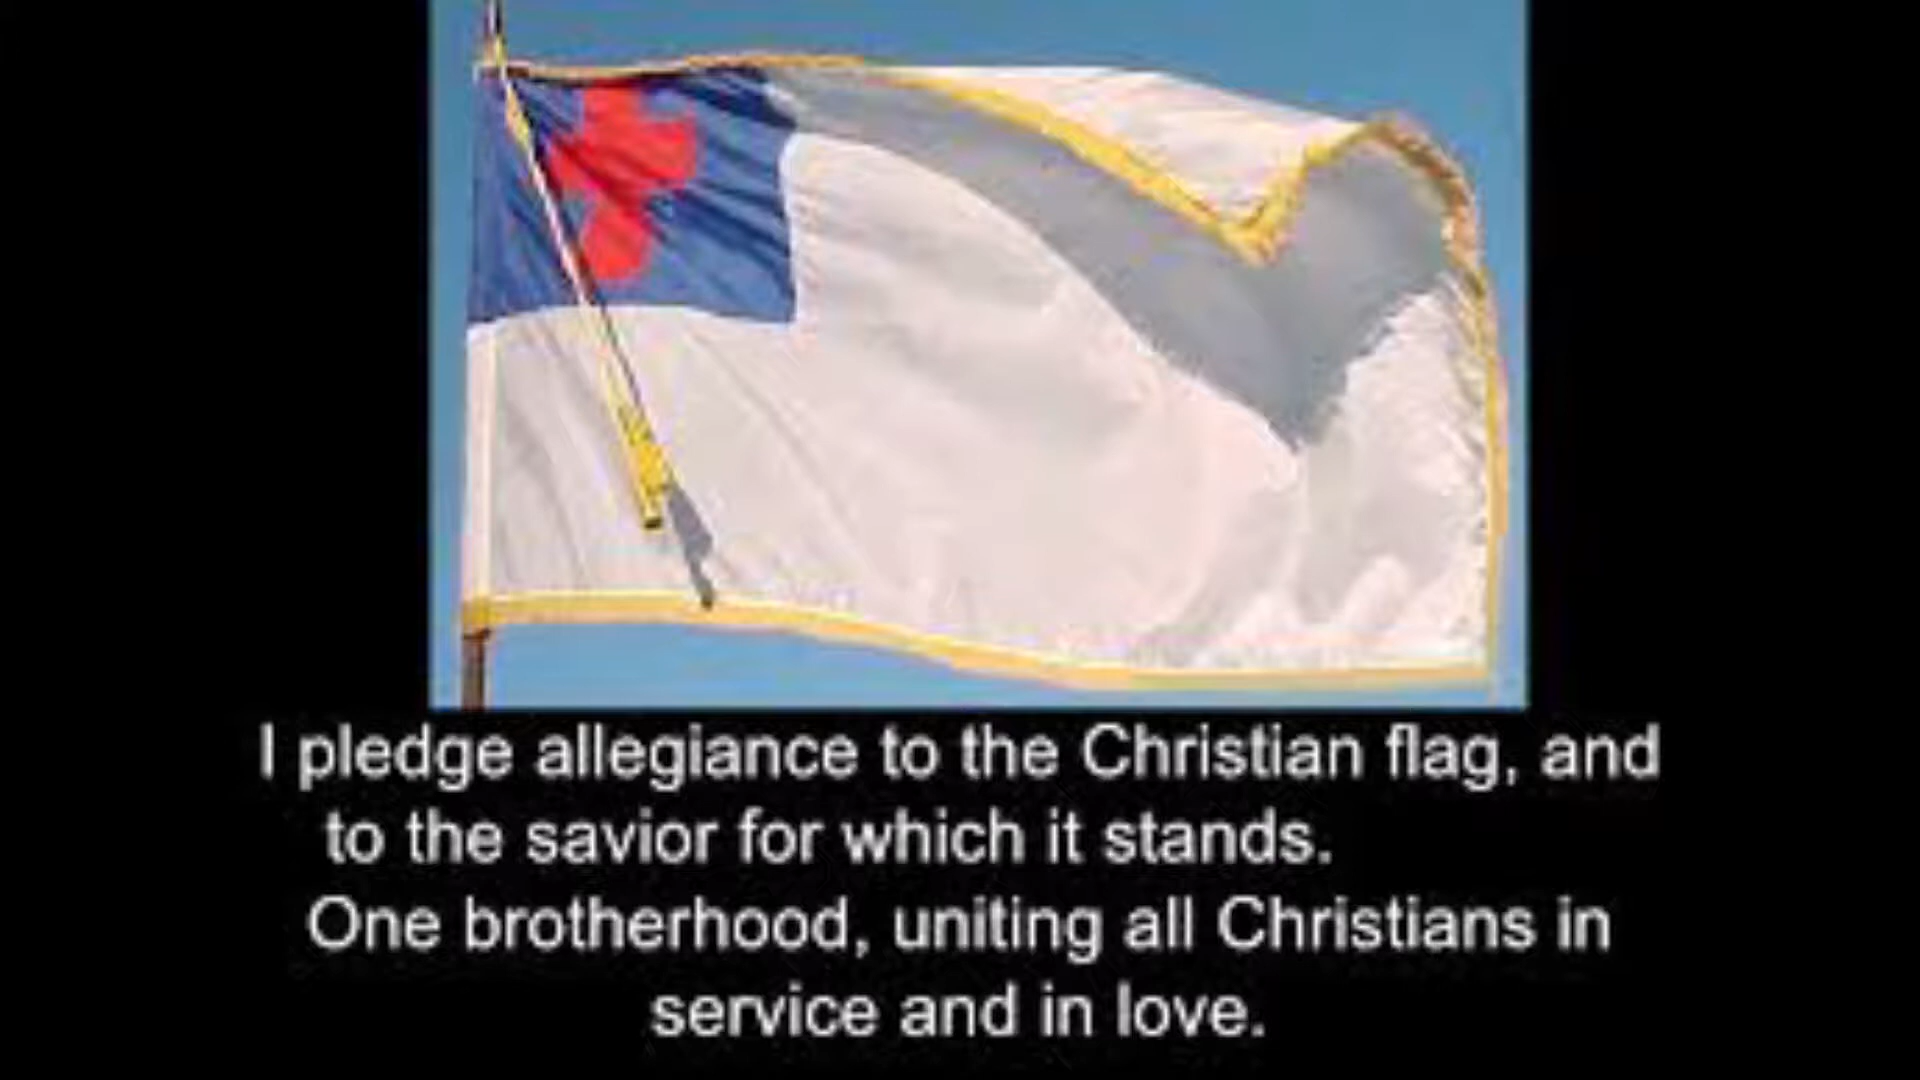 I pledge allegiance to the Christian flag, and
to the savior for which it stands.
One brotherhood, uniting all Christians in
service and in love.